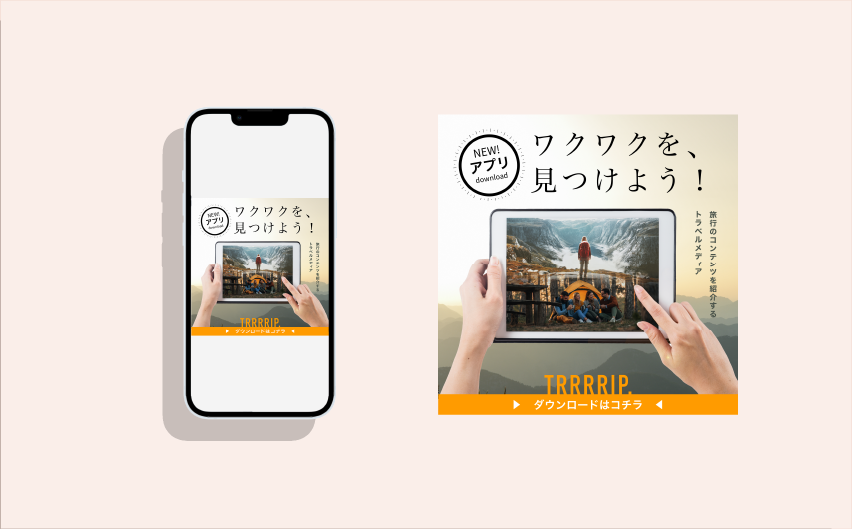 NEW!
アプリ
download
ワクワクを、
見つけよう！
旅行のコンテンツを紹介する
トラベルメディア
TRRRRIP.
▶ ダウンロードはコチラ ◀
NEW!
アプリ
download
ワクワクを、
見つけよう！
旅行のコンテンツを紹介する
トラベルメディア
TRRRRIP.
▶ ダウンロードはコチラ ◀